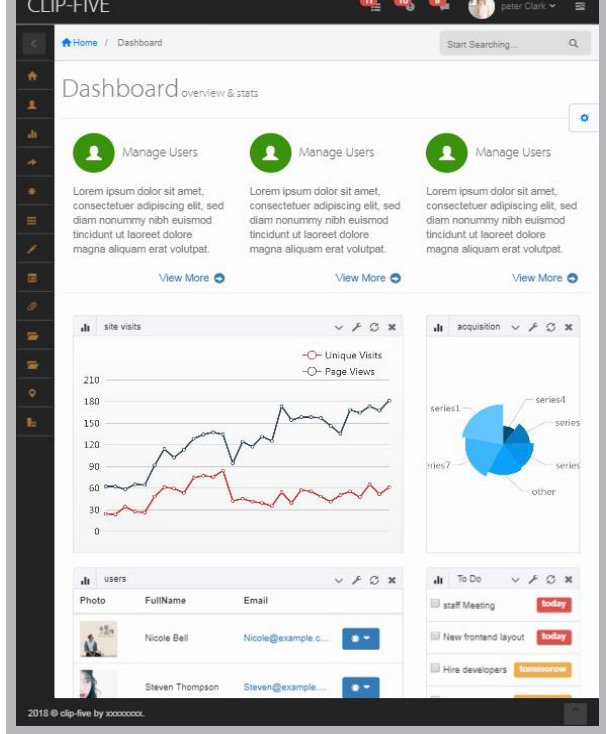 CLIP-FIVE
peter Clark
Home / Dashboard
Start Searching...
Dashboard overview & stats
Manage Users
Lorem ipsum dolor sit amet,
consectetuer adipiscing elit, sed
diam nonummy nibh euismod
tincidunt ut laoreet dolore
magna aliquam erat volutpat.
View More
Manage Users
Lorem ipsum dolor sit amet,
consectetuer adipiscing elit, sed
diam nonummy nibh euismod
tincidunt ut laoreet dolore
magna aliquam erat volutpat.
View More
Manage Users
Lorem ipsum dolor sit amet,
consectetuer adipiscing elit, sed
diam nonummy nibh euismod
tincidunt ut laoreet dolore
magna aliquam erat volutpat.
View More
site visits
Unique Visits
Page Views
210
180
150
120
90
60
30
0
acquisition
series4
series1
series
series
other
users
Photo FullName Email
Nicole Bell Nicole@example.c...
Steven Thompson Steven@example....
To Do
staff Meeting today
New frontend layout today
Hire developers tommorow
2018 © clip-five by xxxxxxxx.